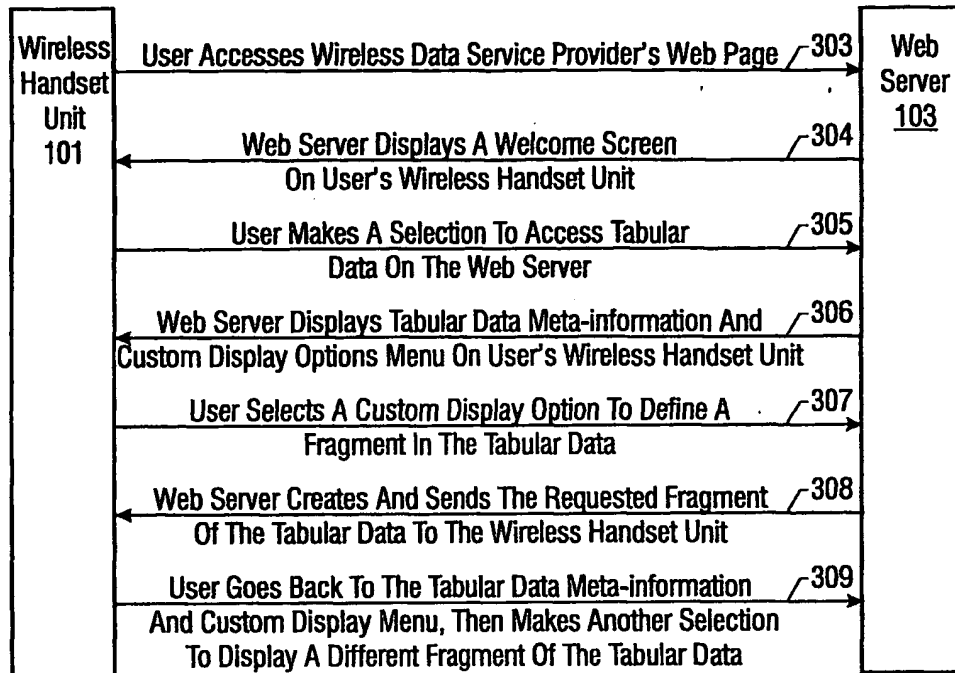 Wireless
Handset
Unit
101
Web
Server
103
User Accesses Wireless Data Service Provider's Web Page 303
Web Server Displays A Welcome Screen 304
On User's Wireless Handset Unit
User Makes A Selection To Access Tabular 305
Data On The Web Server
Web Server Displays Tabular Data Meta-information And 306
Custom Display Options Menu On User's Wireless Handset Unit
User Selects A Custom Display Option To Define A 307
Fragment In The Tabular Data
Web Server Creates And Sends The Requested Fragment 308
Of The Tabular Data To The Wireless Handset Unit
User Goes Back To The Tabular Data Meta-information 309
And Custom Display Menu, Then Makes Another Selection
To Display A Different Fragment Of The Tabular Data